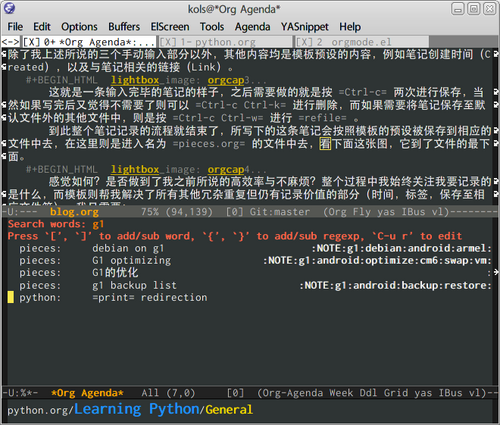 kols@*Org Agenda*
File Edit Options Buffers ElScreen Tools Agenda YASnippet Help
<-> [X] 0+ *Org Agenda*:... [X] 1- python.org [X] 2 orgmode.el
除了我上述所说的三个手动输入部分以外，其他内容均是模板预设的内容，例如笔记创建时间（C
reated），以及与笔记相关的链接（Link）。
#+BEGIN_HTML lightbox_image: orgcap3...
这就是一条输入完毕的笔记的样子，之后需要做的就是按 =Ctrl-c= 两次进行保存，当
然如果写完后又觉得不需要了则可以 =Ctrl-c Ctrl-k= 进行删除，而如果需要将笔记保存至默
认文件外的其他文件中，则是按 =Ctrl-c Ctrl-w= 进行 =refile= 。
到此整个笔记记录的流程就结束了，所写下的这条笔记会按照模板的预设被保存到相应的
文件中去，在这里则是进入名为 =pieces.org= 的文件中去，看下面这张图，它到了文件的最下
面。
#+BEGIN_HTML lightbox_image: orgcap4...
感觉如何？是否做到了我之前所说的高效率与不麻烦？整个过程中我始终关注我要记录的
是什么，而模板则帮我解决了所有其他冗杂重复但仍有记录价值的部分（时间，标签，保存至相
-U:--- blog.org 75% (94,139) [0] Git:master (Org Fly yas IBus vl)
Search words: g1
Press `[', `]' to add/sub word, `{', `}' to add/sub regexp, `C-u r' to edit
pieces: debian on g1 :NOTE:g1:debian:android:armel:
pieces: G1 optimizing :NOTE:g1:android:optimize:cm6:swap:vm:
pieces: G1的优化 :NOTE:g1:android:
pieces: g1 backup list :NOTE:g1:android:backup:restore:
python: =print= redirection
-U:%*- *Org Agenda* All (7,0) [0] (Org-Agenda Week Ddl Grid yas IBus vl)
python.org/Learning Python/General